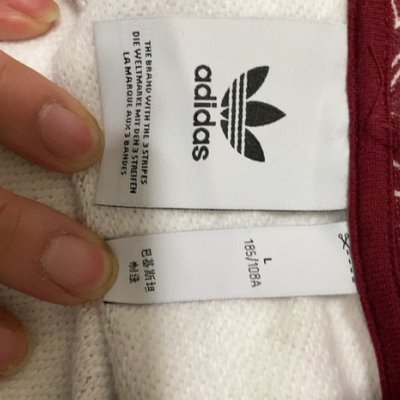 adidas
THE BRAND WITH THE 3 STRIPES
DIE WELTMARKE MIT DEN 3 STREIFEN
LA MARQUE AUX 3 BANDES
L
185/108A
巴基斯坦
制造